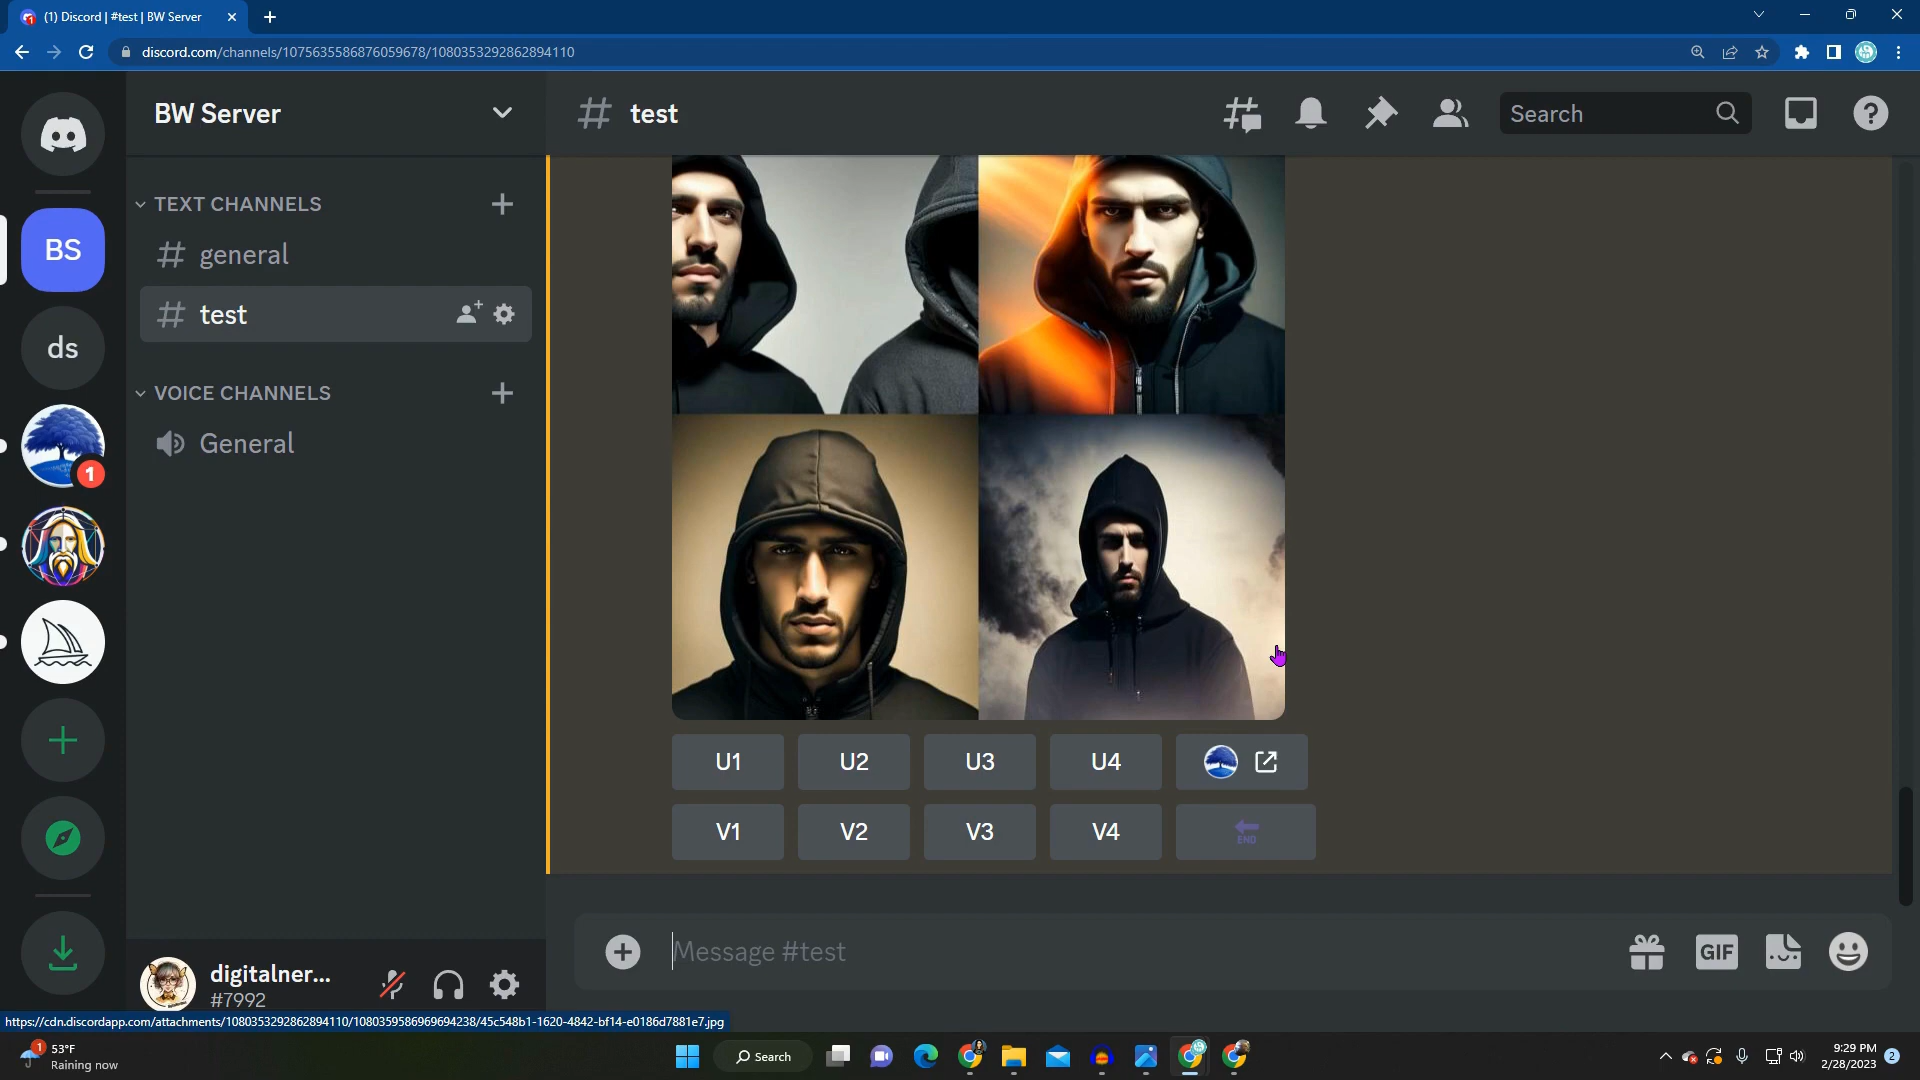 (1) Discord | #test | BW Server
discord.com/channels/1075635586876059678/1080353292862894110
BW Server
# test
Search
TEXT CHANNELS
# general
# test
VOICE CHANNELS
General
BS
ds
1
U1 U2 U3 U4
V1 V2 V3 V4 END
Message #test
GIF
digitalner...
#7992
https://cdn.discordapp.com/attachments/1080353292862894110/1080359586969694238/45c548b1-1620-4842-bf14-e0186d7881e7.jpg
1
53°F
Raining now
Search
9:29 PM
2/28/2023
2